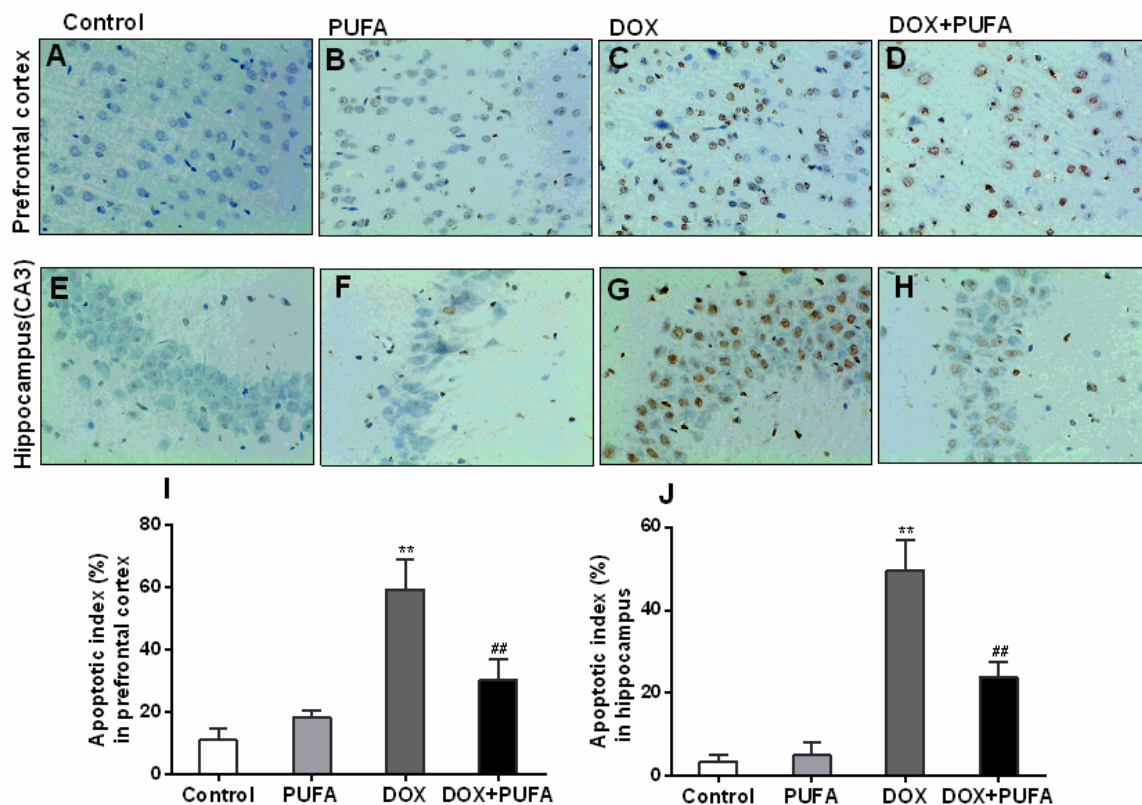 Control PUFA DOX DOX+PUFA
Prefrontal cortex
A B C D
Hippocampus(CA3)
E F G H
I
Apoptotic index (%)
in prefrontal cortex
80
60
40
20
0
**
##
Control PUFA DOX DOX+PUFA
J
Apoptotic index (%)
in hippocampus
60
40
20
0
**
##
Control PUFA DOX DOX+PUFA